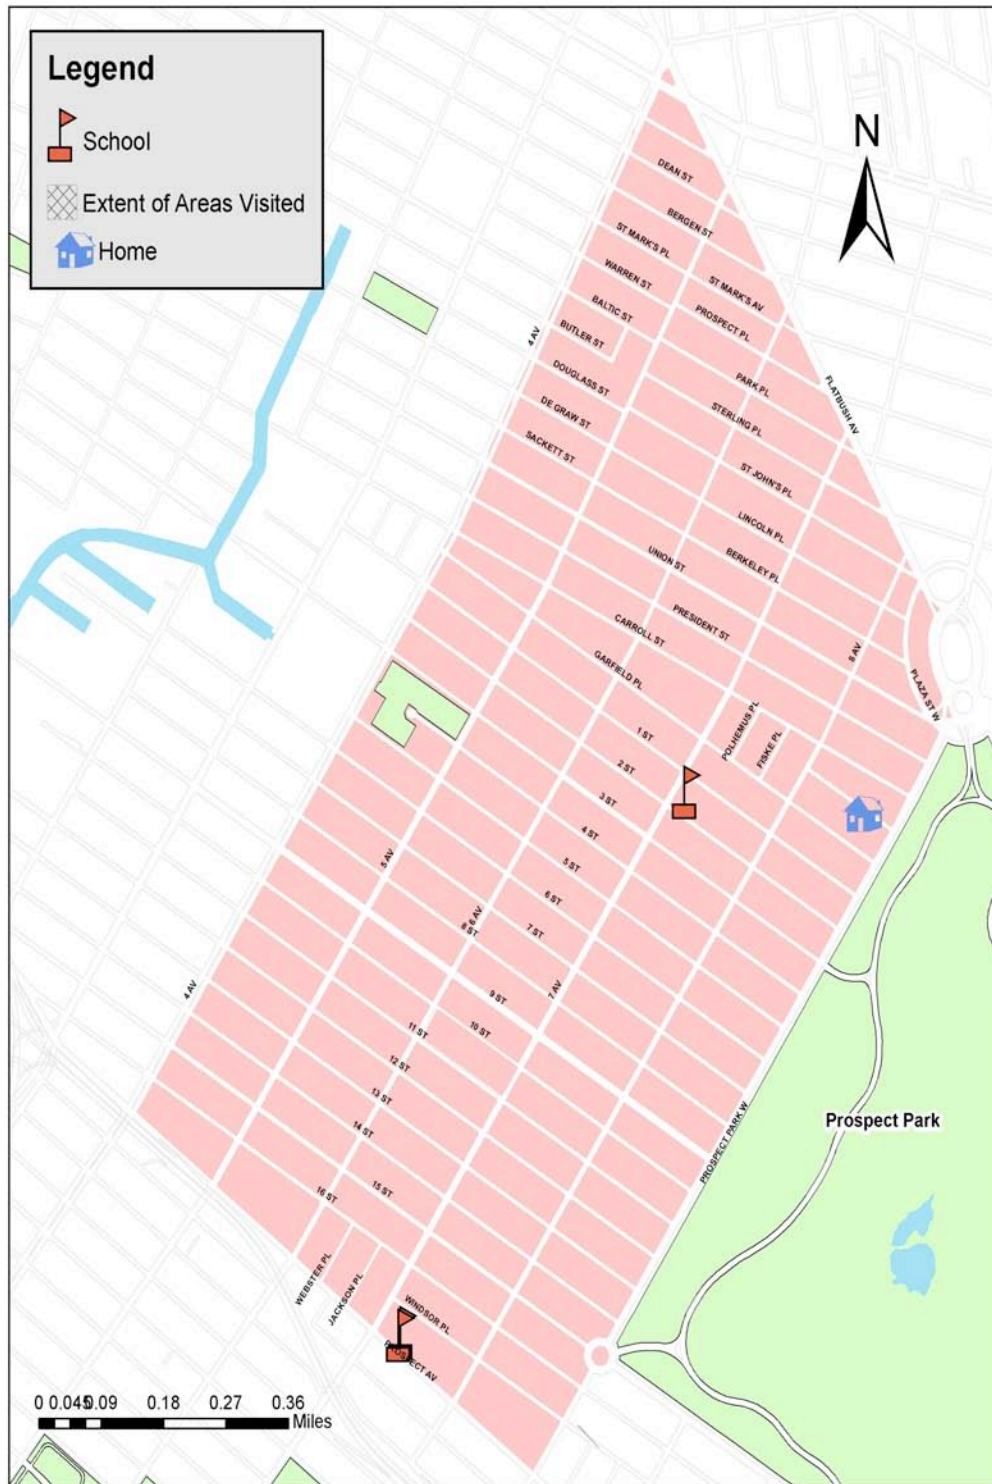 Legend
School
Extent of Areas Visited
Home
N
DEAN ST
BERGEN ST
ST MARK'S PL
WARREN ST
ST MARK'S AV
BALTIC ST
PROSPECT PL
BUTLER ST
4 AV
DOUGLASS ST
PARK PL
FLATBUSH AV
DE GRAW ST
STERLING PL
SACKETT ST
ST JOHN'S PL
LINCOLN PL
UNION ST
BERKELEY PL
PRESIDENT ST
CARROLL ST
8 AV
GARFIELD PL
PLAZA ST W
POLHEMUS PL
FISKE PL
1 ST
2 ST
3 ST
4 ST
5 AV
5 ST
6 ST
6 AV
8 ST
7 ST
4 AV
7 AV
9 ST
10 ST
11 ST
12 ST
13 ST
14 ST
PROSPECT PARK W
Prospect Park
15 ST
16 ST
WEBSTER PL
JACKSON PL
WINDSOR PL
PROSPECT AV
0 0.045 0.09 0.18 0.27 0.36
Miles